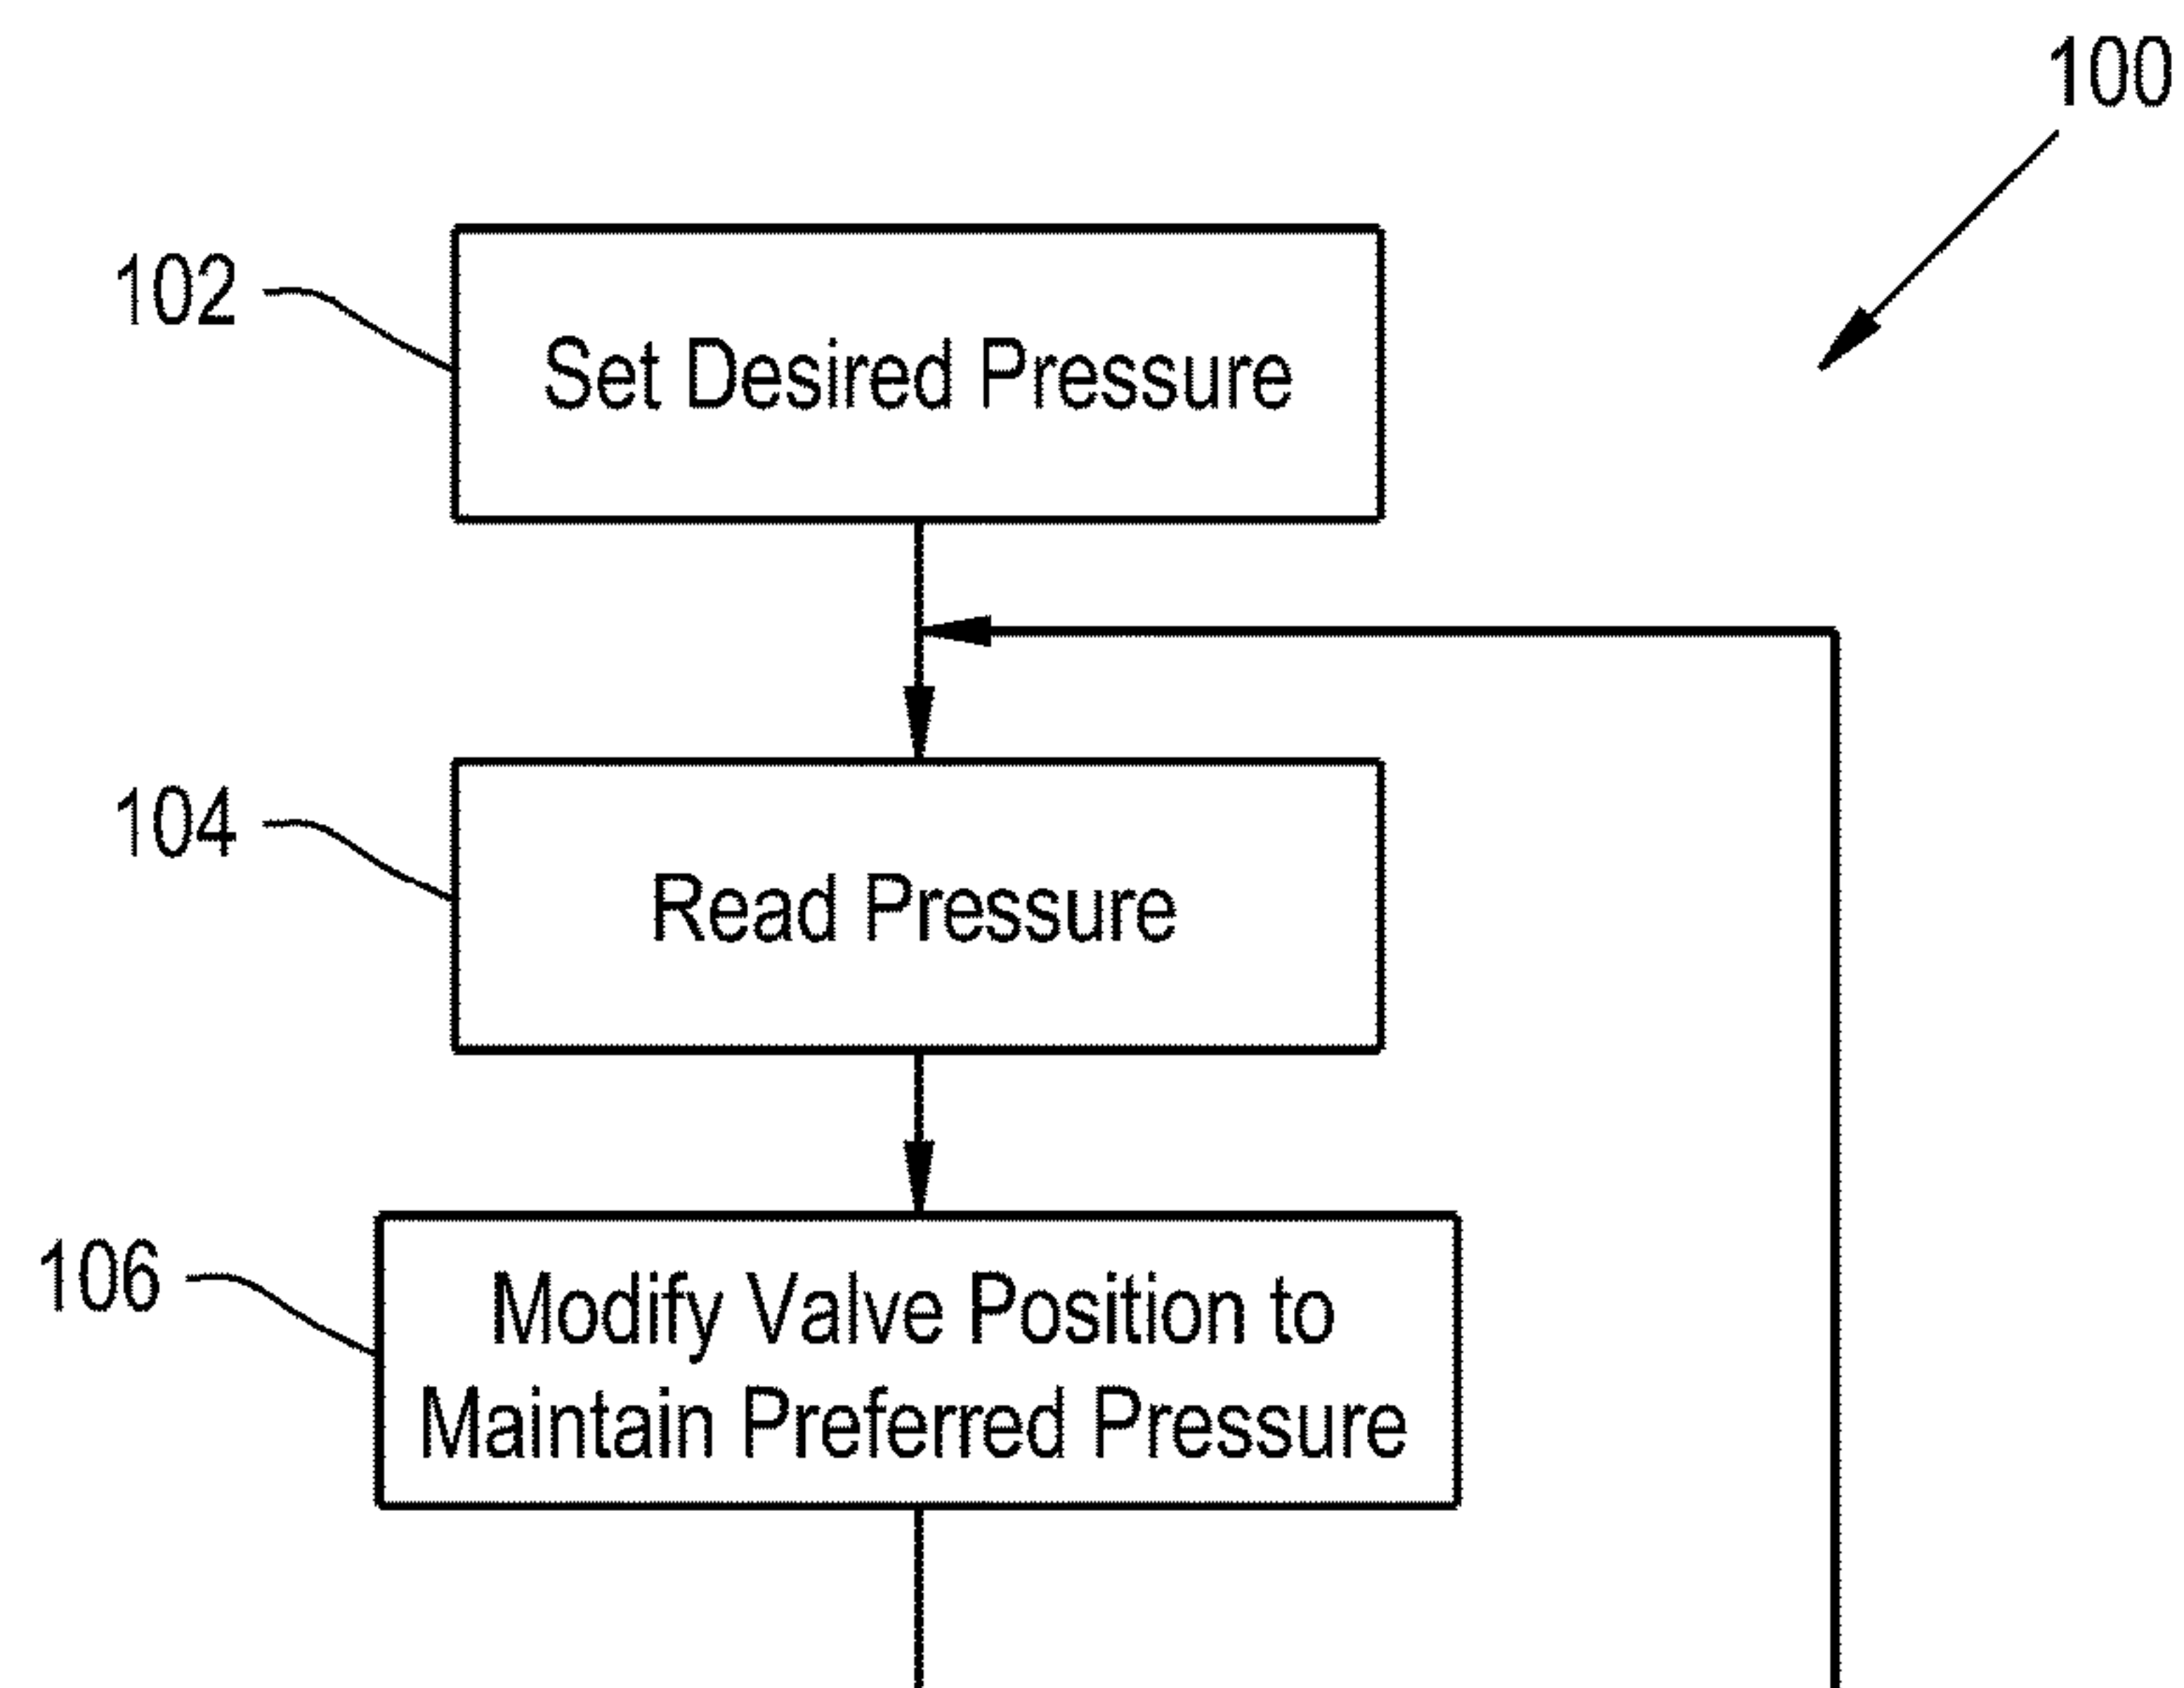 100
102
Set Desired Pressure
104
Read Pressure
106
Modify Valve Position to
Maintain Preferred Pressure